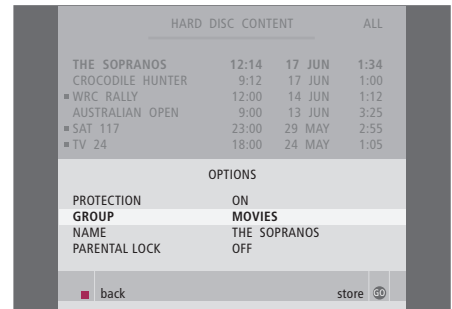 HARD DISC CONTENT ALL
THE SOPRANOS 12:14 17 JUN 1:34
CROCODILE HUNTER 9:12 17 JUN 1:00
WRC RALLY 12:00 14 JUN 1:12
AUSTRALIAN OPEN 9:00 13 JUN 3:25
SAT 117 23:00 29 MAY 2:55
TV 24 18:00 24 MAY 1:05
OPTIONS
PROTECTION ON
GROUP MOVIES
NAME THE SOPRANOS
PARENTAL LOCK OFF
back store GO